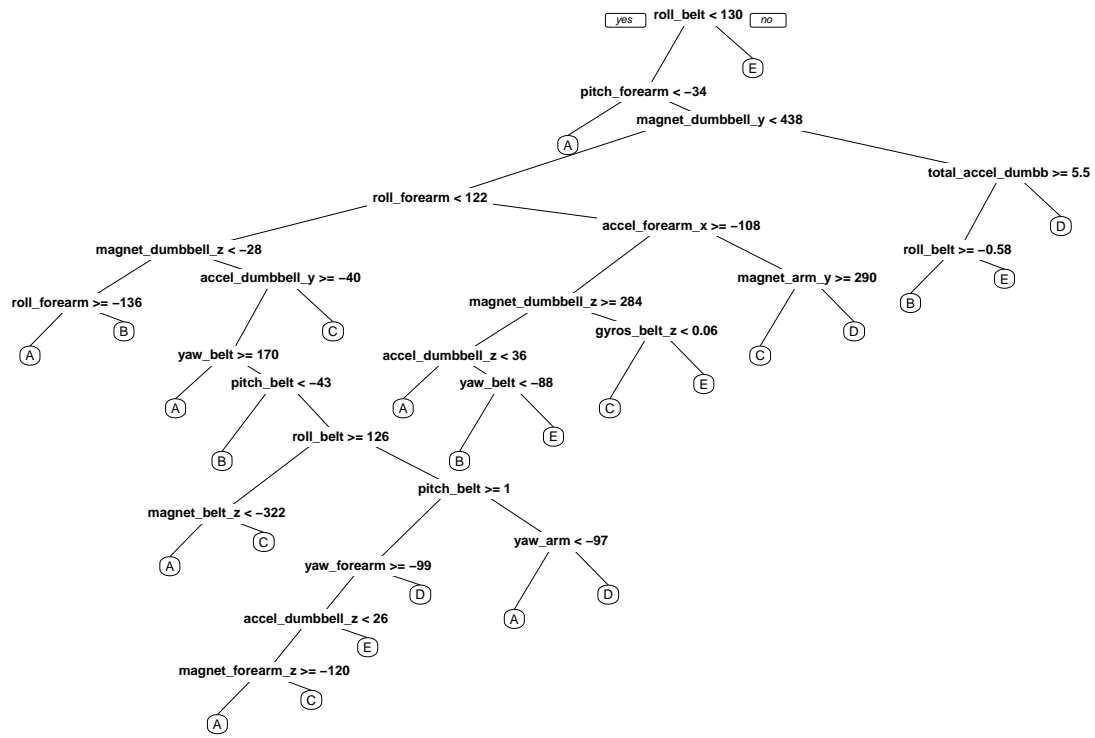 yes
roll_belt < 130
no
E
pitch_forearm < −34
A
magnet_dumbbell_y < 438
total_accel_dumbb >= 5.5
D
roll_forearm < 122
accel_forearm_x >= −108
roll_belt >= −0.58
B
E
magnet_dumbbell_z < −28
accel_dumbbell_y >= −40
magnet_arm_y >= 290
roll_forearm >= −136
A
B
C
magnet_dumbbell_z >= 284
gyros_belt_z < 0.06
C
D
yaw_belt >= 170
accel_dumbbell_z < 36
A
pitch_belt < −43
A
yaw_belt < −88
C
E
B
roll_belt >= 126
B
E
pitch_belt >= 1
magnet_belt_z < −322
A
C
yaw_arm < −97
yaw_forearm >= −99
D
A
D
accel_dumbbell_z < 26
E
magnet_forearm_z >= −120
A
C